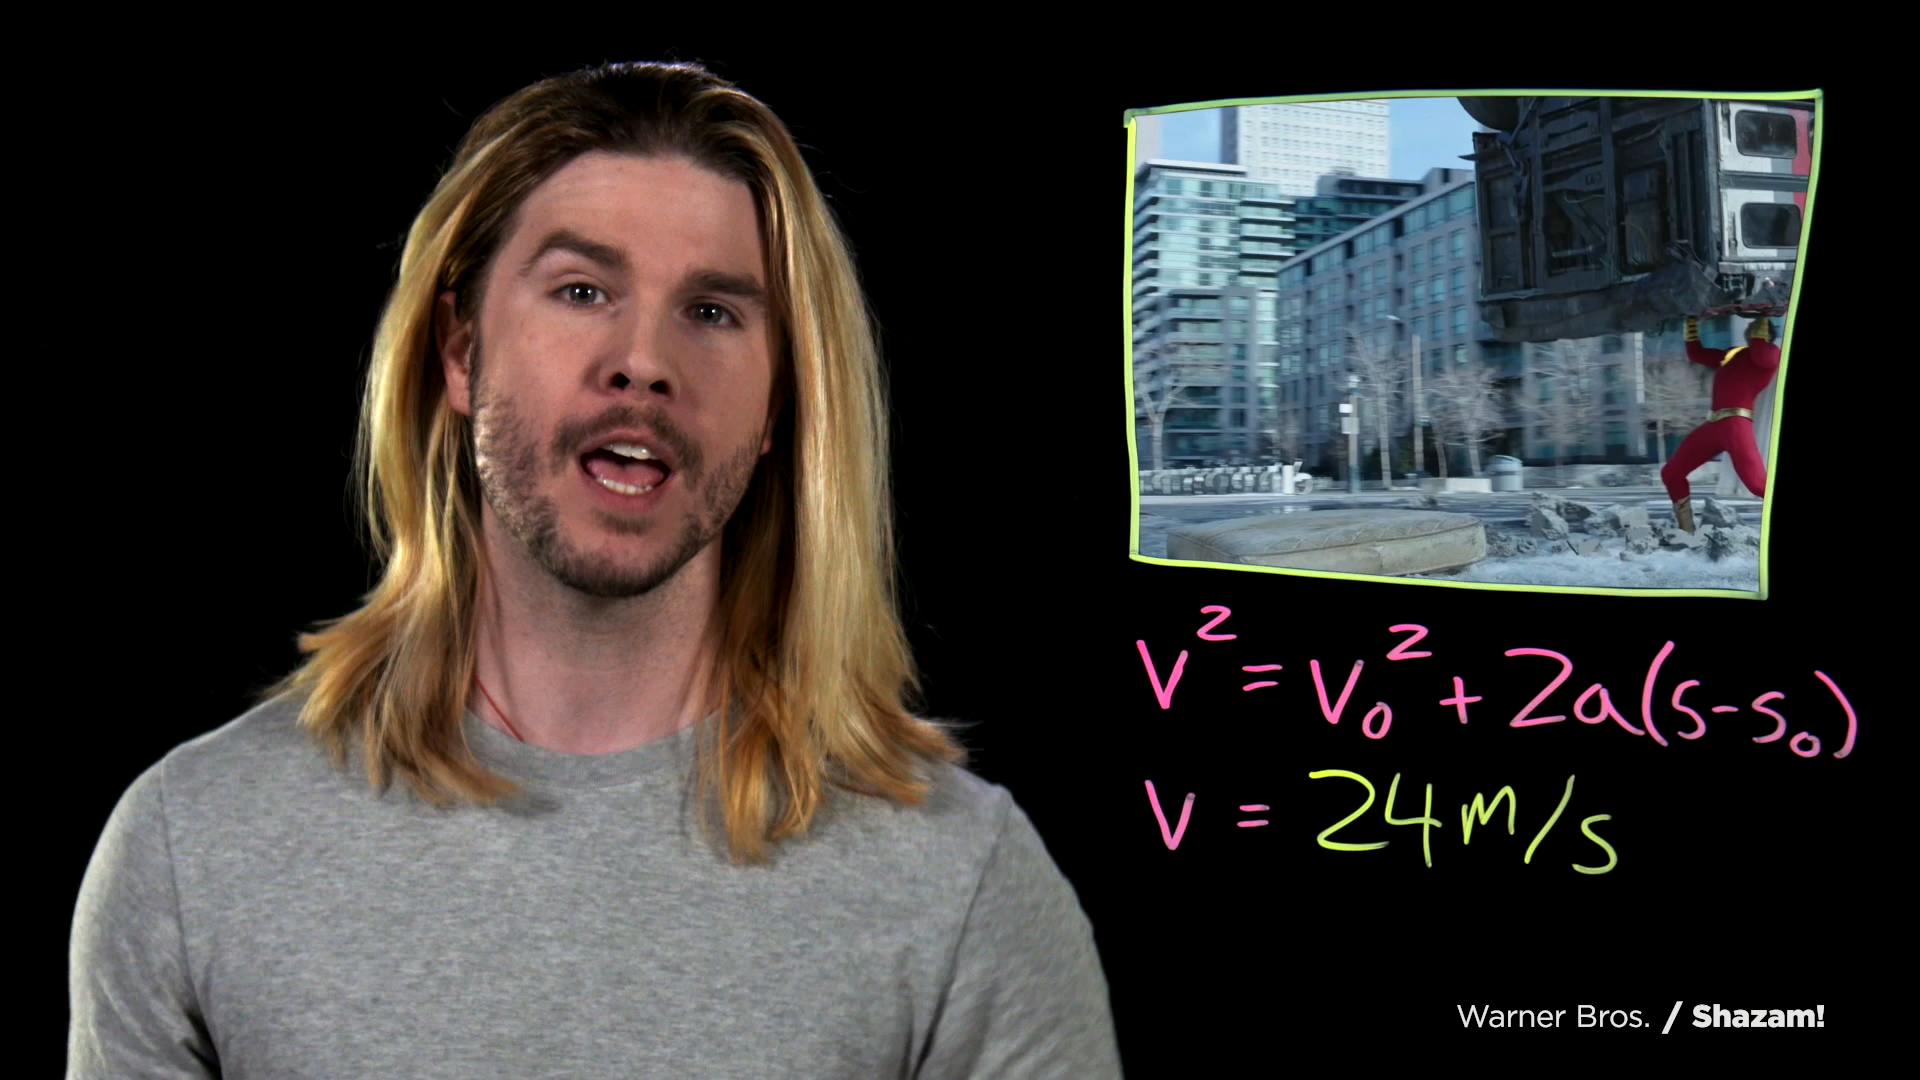 v² = v₀² + 2a(s-s₀)
v = 24m/s
Warner Bros. / Shazam!